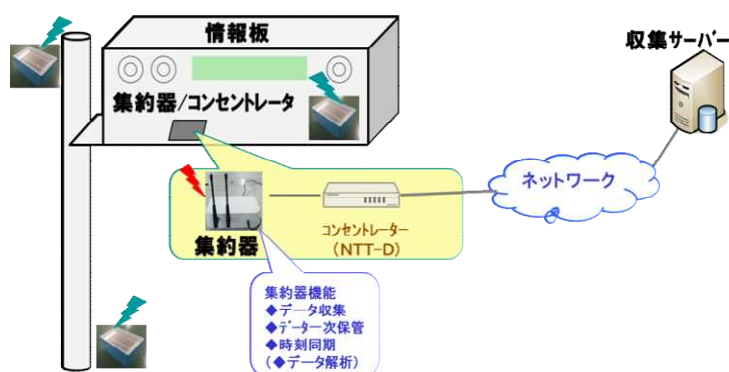 情報板
収集サーバー
集約器/コンセントレータ
ネットワーク
集約器
コンセントレーター
(NTT-D)
集約器機能
◆データ収集
◆データ一次保管
◆時刻同期
(◆データ解析)